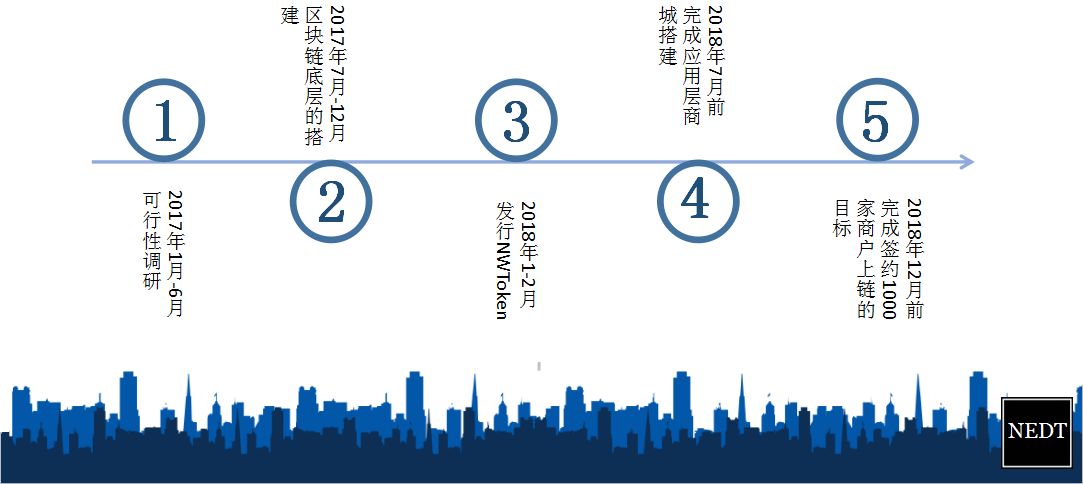 1
2017年1月-6月
可行性调研
2
2017年7月-12月
区块链底层的搭
建
3
2018年1-2月
发行NWToken
4
2018年7月前
完成应用层商
城搭建
5
2018年12月前
完成签约1000
家商户上链的
目标
NEDT